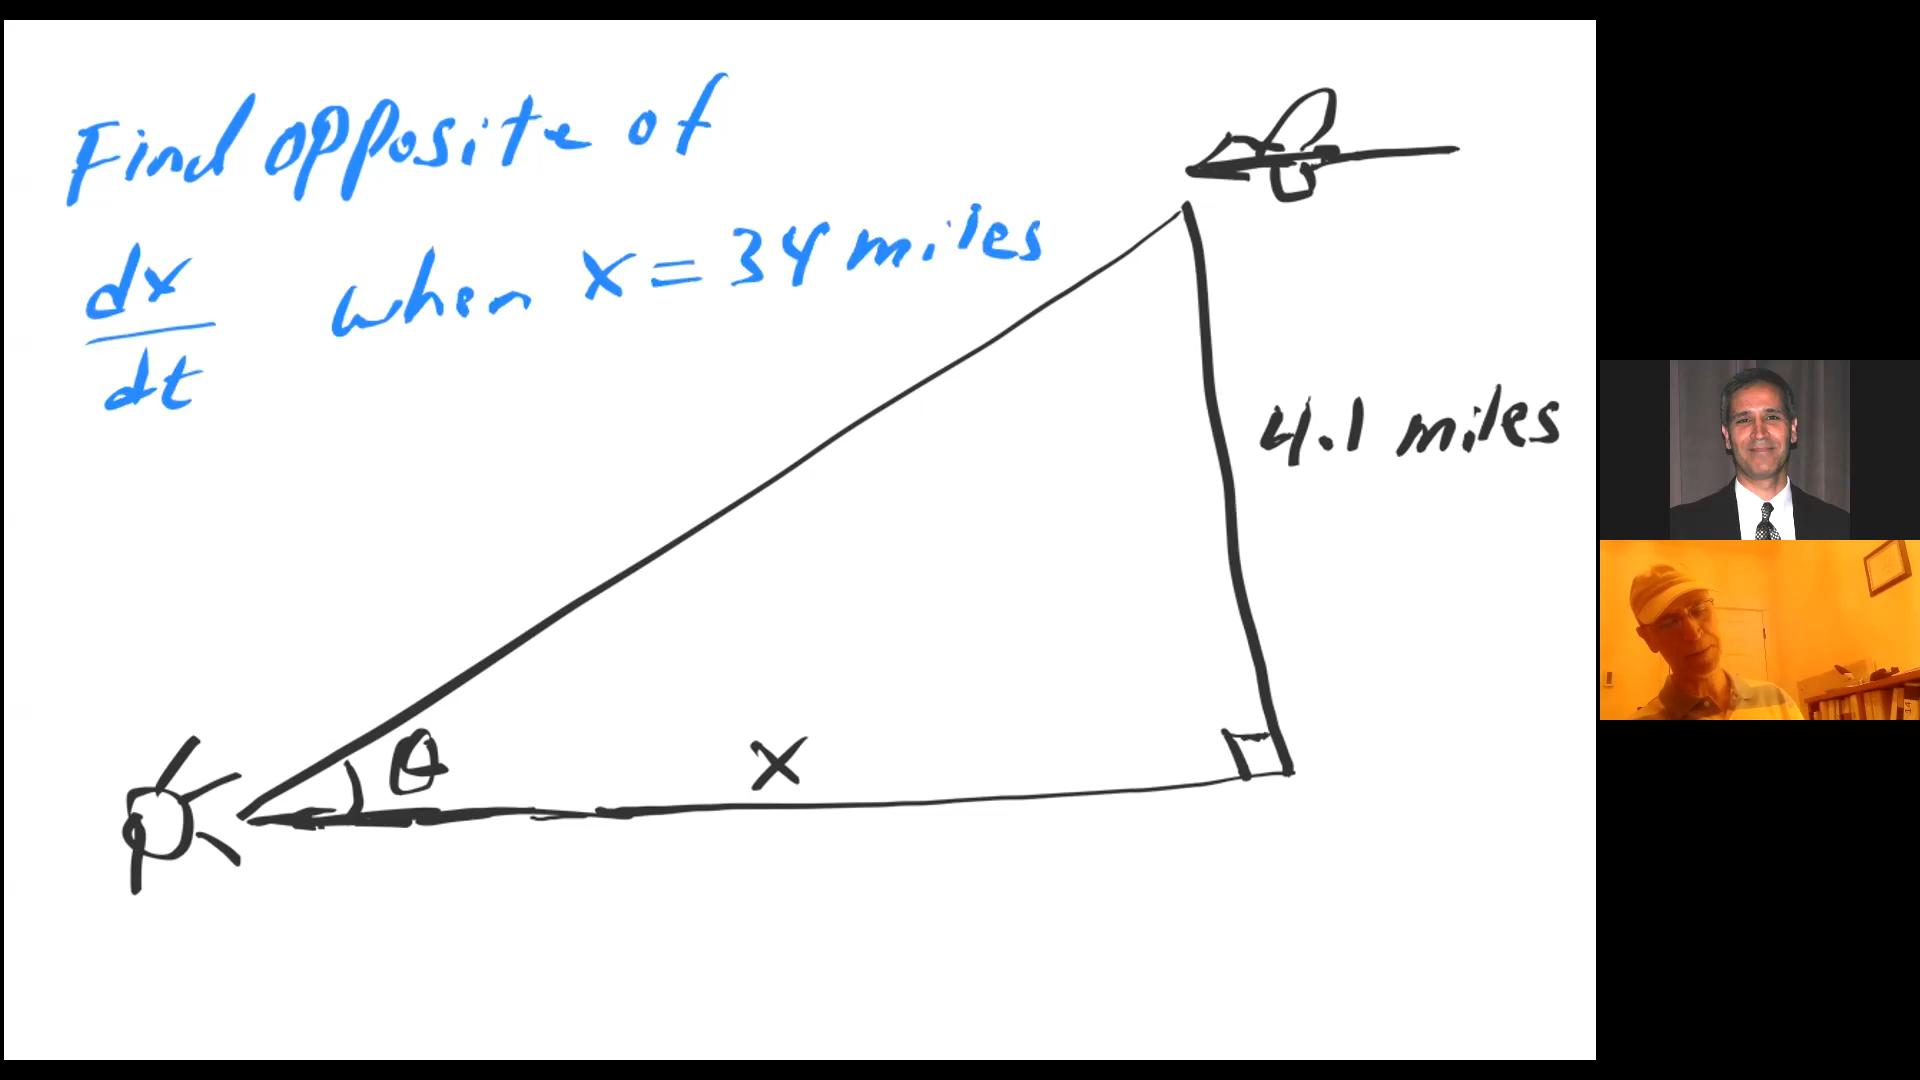 Find opposite of
dx/dt when x = 34 miles
4.1 miles
θ
x